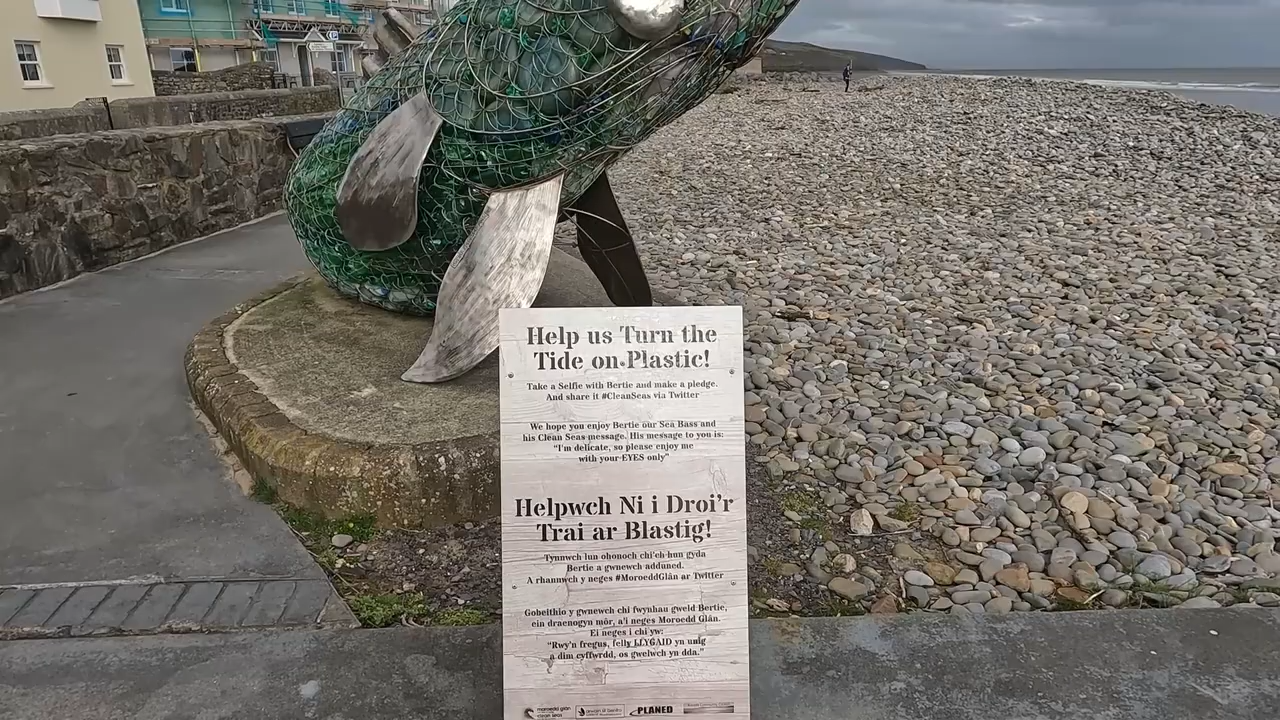 Help us Turn the
Tide on Plastic!
Take a Selfie with Bertie and make a pledge.
And share it #CleanSeas via Twitter
We hope you enjoy Bertie our Sea Bass and
his Clean Seas message. His message to you is:
"I'm delicate, so please enjoy me
with your EYES only"
Helpwch Ni i Droi'r
Trai ar Blastig!
Tynnwch lun ohonoch chi'ch hun gyda
Bertie a gwnewch adduned.
A rhannwch y neges #MoroeddGlân ar Twitter
Gobeithio y gwnewch chi fwynhau gweld Bertie,
ein draenogyn môr, a'i neges Moroedd Glân.
Ei neges i chi yw:
"Rwy'n fregus, felly LLYGAID yn unig
a dim cyffwrdd, os gwelwch yn dda."
moroedd glân
clean seas
PLANED